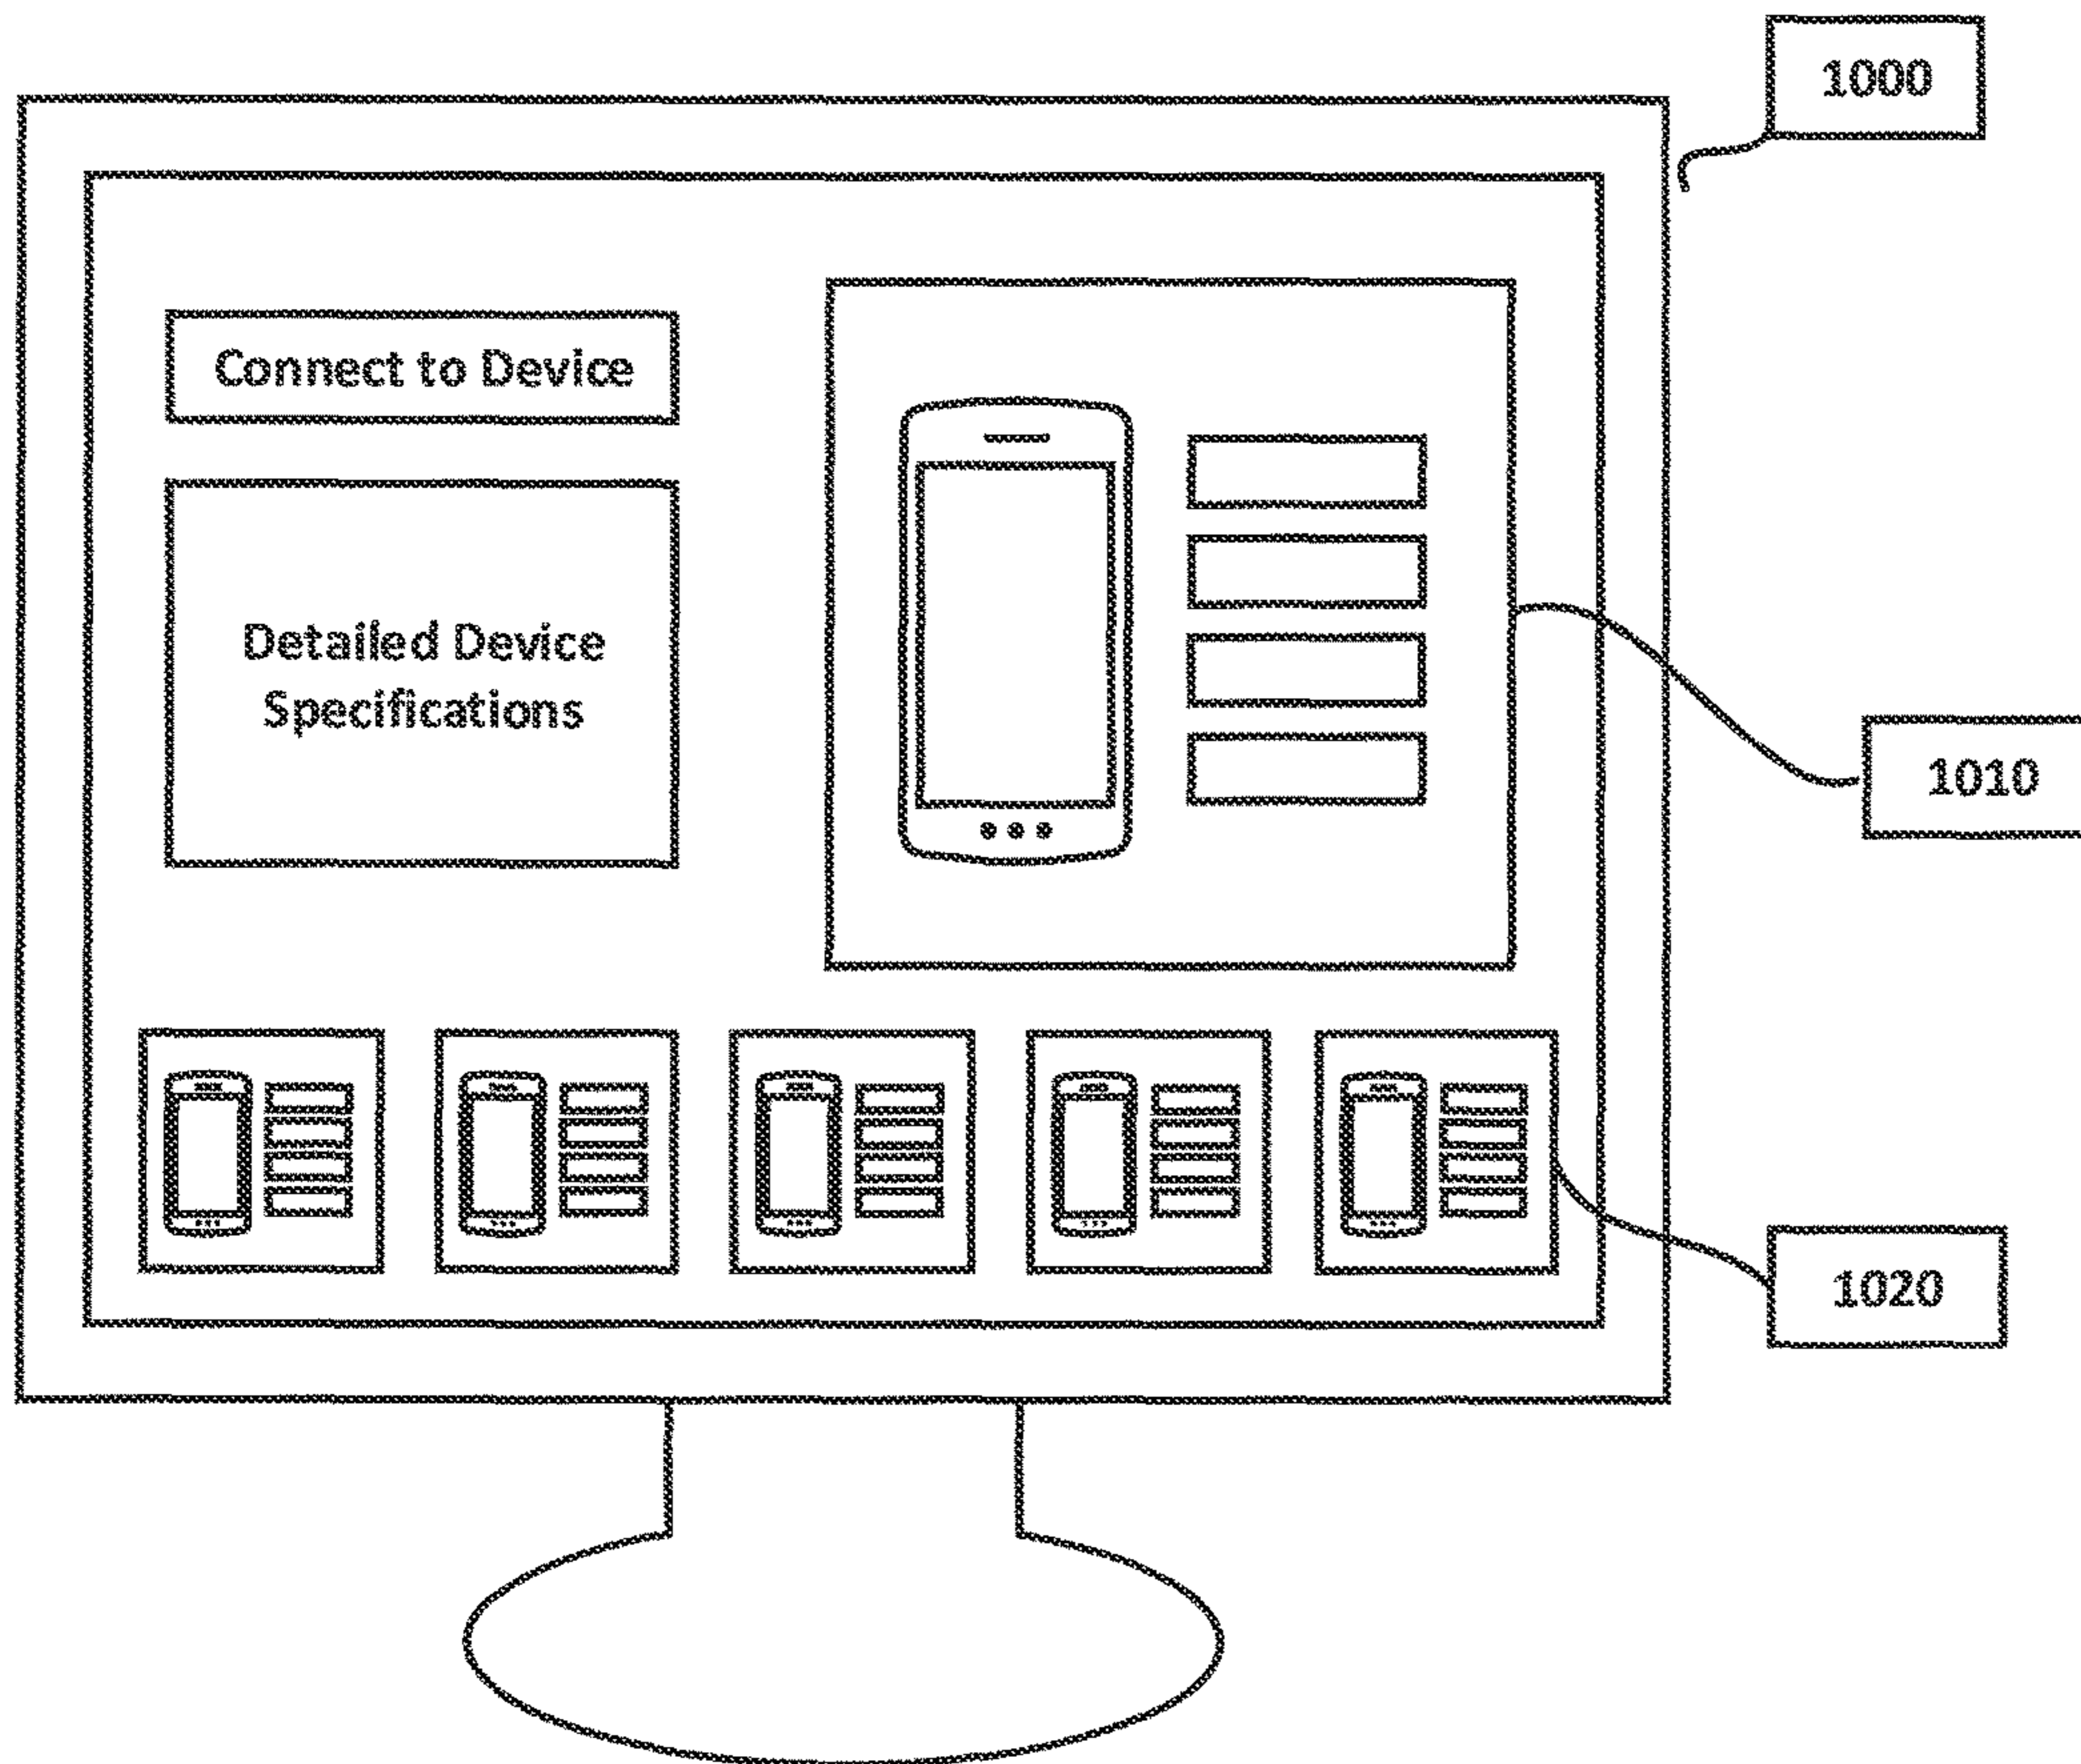 1000
Connect to Device
Detailed Device
Specifications
1010
1020